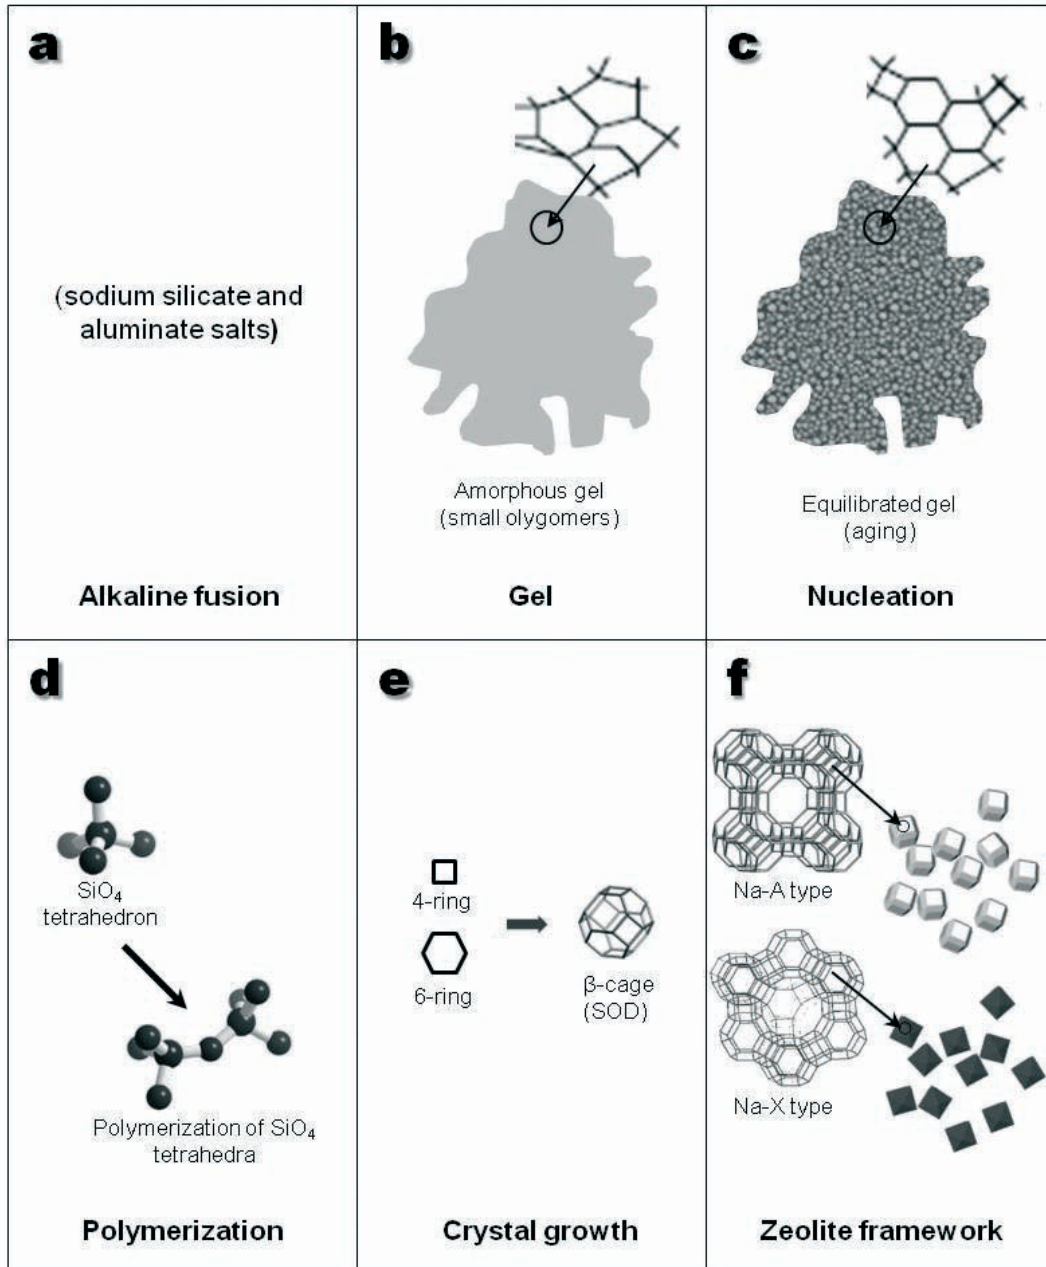 a
(sodium silicate and
aluminate salts)
Alkaline fusion
b
Amorphous gel
(small olygomers)
Gel
c
Equilibrated gel
(aging)
Nucleation
d
SiO₄
tetrahedron
Polymerization of SiO₄
tetrahedra
Polymerization
e
4-ring
6-ring
β-cage
(SOD)
Crystal growth
f
Na-A type
Na-X type
Zeolite framework